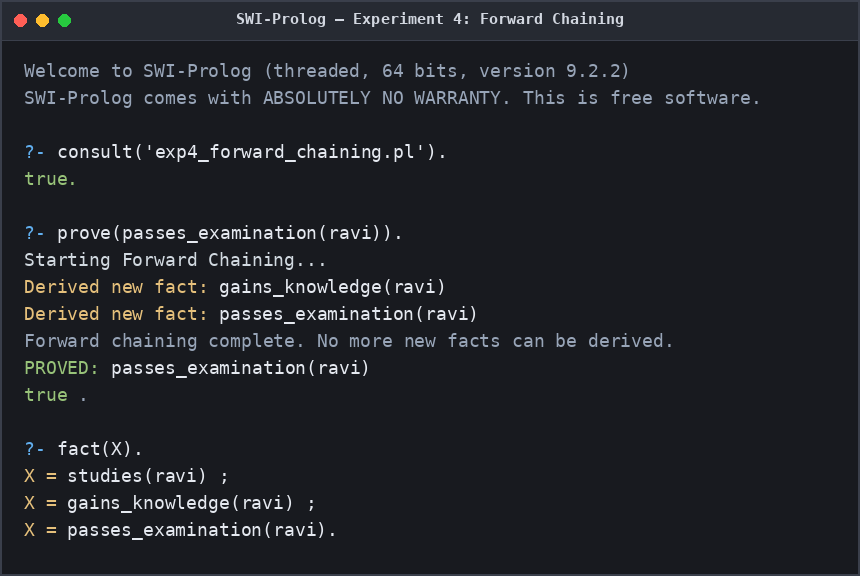 SWI-Prolog — Experiment 4: Forward Chaining
Welcome to SWI-Prolog (threaded, 64 bits, version 9.2.2)
SWI-Prolog comes with ABSOLUTELY NO WARRANTY. This is free software.
?- consult('exp4_forward_chaining.pl').
true.
?- prove(passes_examination(ravi)).
Starting Forward Chaining...
Derived new fact: gains_knowledge(ravi)
Derived new fact: passes_examination(ravi)
Forward chaining complete. No more new facts can be derived.
PROVED: passes_examination(ravi)
true .
?- fact(X).
X = studies(ravi) ;
X = gains_knowledge(ravi) ;
X = passes_examination(ravi).